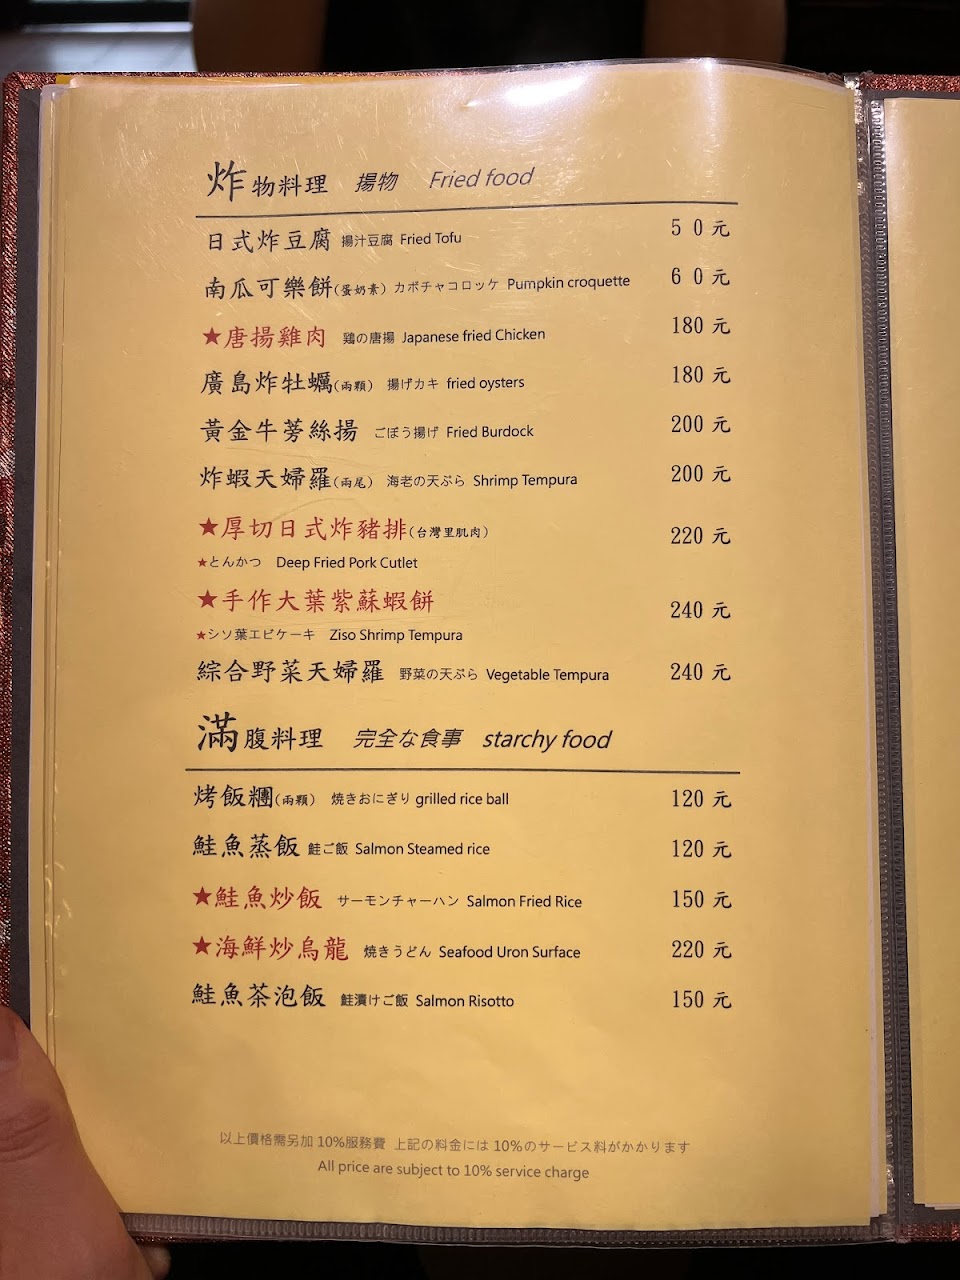 炸物料理 揚物 Fried food
日式炸豆腐 揚汁豆腐 Fried Tofu 50元
南瓜可樂餅(蛋奶素) カボチャコロッケ Pumpkin croquette 60元
★唐揚雞肉 鶏の唐揚 Japanese fried Chicken 180元
廣島炸牡蠣(兩顆) 揚げカキ fried oysters 180元
黃金牛蒡絲揚 ごぼう揚げ Fried Burdock 200元
炸蝦天婦羅(兩尾) 海老の天ぷら Shrimp Tempura 200元
★厚切日式炸豬排(台灣里肌肉) 220元
★とんかつ Deep Fried Pork Cutlet
★手作大葉紫蘇蝦餅 240元
★シソ葉エビケーキ Ziso Shrimp Tempura
綜合野菜天婦羅 野菜の天ぷら Vegetable Tempura 240元
滿腹料理 完全な食事 starchy food
烤飯糰(兩顆) 焼きおにぎり grilled rice ball 120元
鮭魚蒸飯 鮭ご飯 Salmon Steamed rice 120元
★鮭魚炒飯 サーモンチャーハン Salmon Fried Rice 150元
★海鮮炒烏龍 焼きうどん Seafood Uron Surface 220元
鮭魚茶泡飯 鮭漬けご飯 Salmon Risotto 150元
以上價格需另加10%服務費 上記の料金には10%のサービス料がかかります
All price are subject to 10% service charge